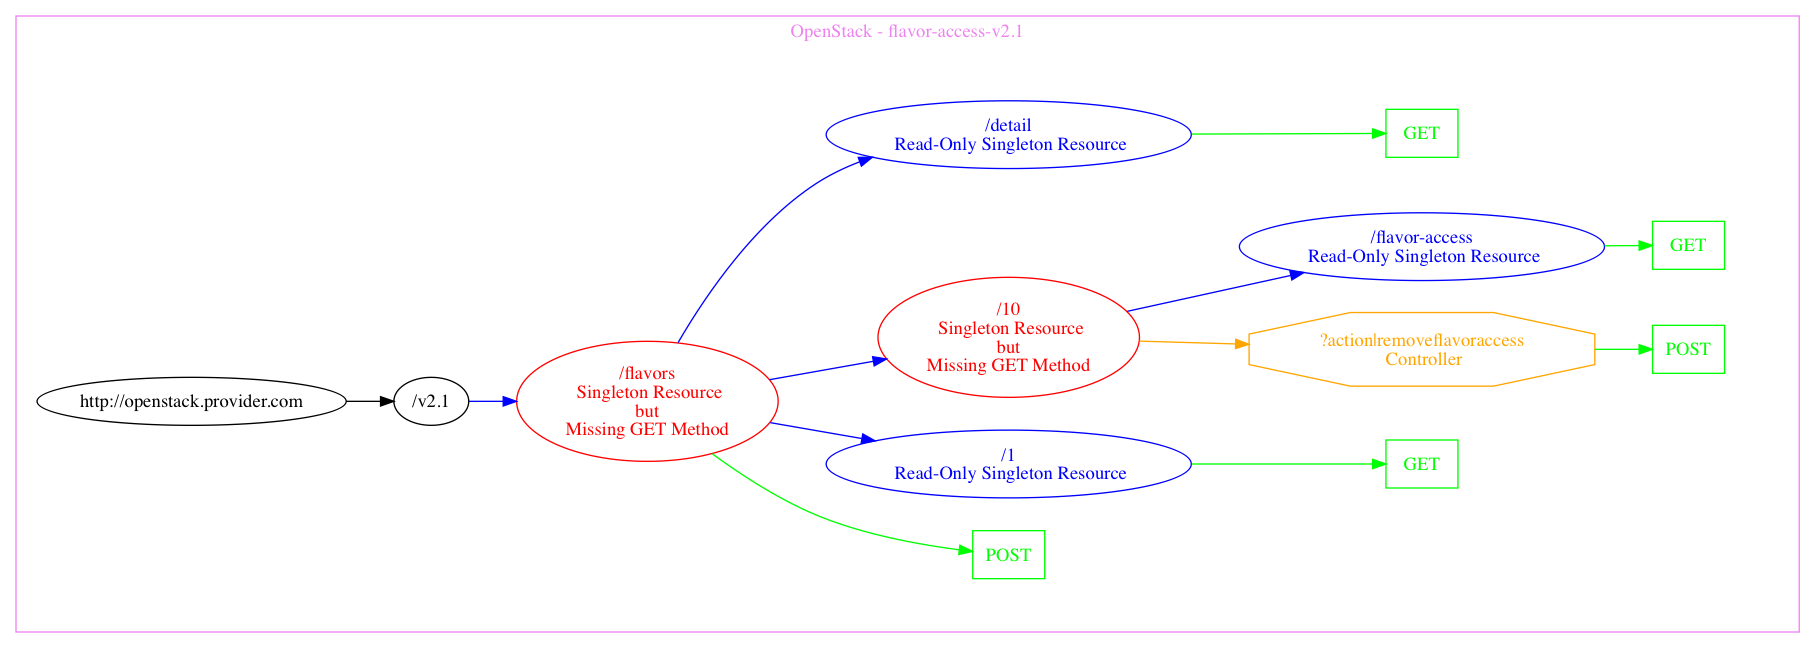 OpenStack - flavor-access-v2.1
/detail
Read-Only Singleton Resource
GET
/flavor-access
Read-Only Singleton Resource
GET
/10
Singleton Resource
but
Missing GET Method
?action|removeflavoraccess
Controller
POST
http://openstack.provider.com
/v2.1
/flavors
Singleton Resource
but
Missing GET Method
/1
Read-Only Singleton Resource
GET
POST